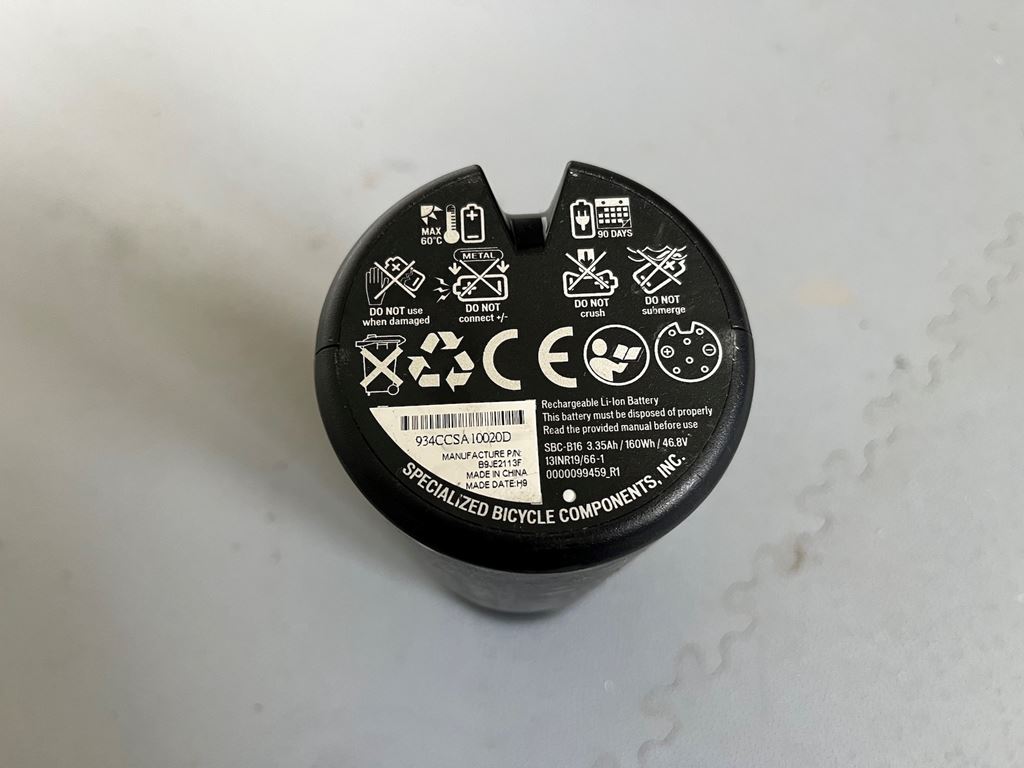 MAX
60°C
90 DAYS
METAL
DO NOT use
when damaged
DO NOT
connect +/-
DO NOT
crush
DO NOT
submerge
CE
934CCSA10020D
MANUFACTURE P/N:
B9JE2113F
MADE IN CHINA
MADE DATE:H9
Rechargeable Li-Ion Battery
This battery must be disposed of properly
Read the provided manual before use
SBC-B16 3.35Ah / 160Wh / 46.8V
13INR19/66-1
0000099459_R1
SPECIALIZED BICYCLE COMPONENTS, INC.